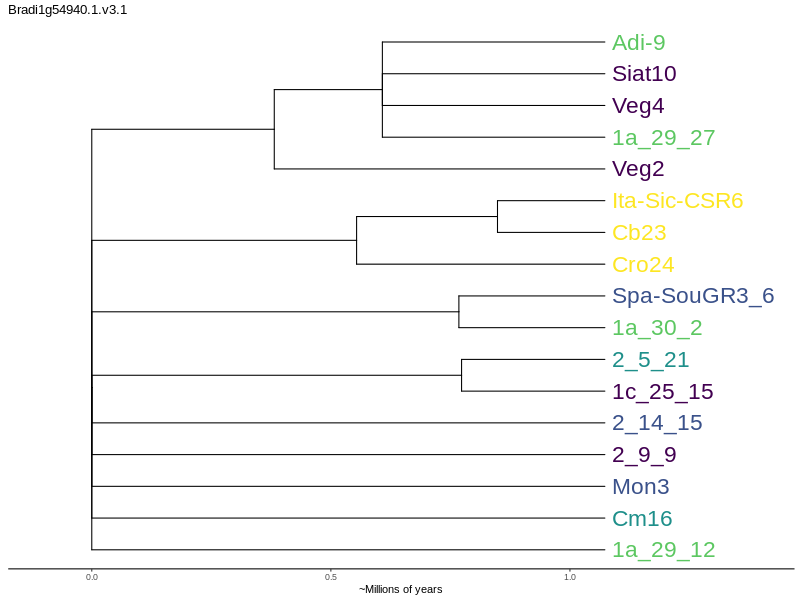 Bradi1g54940.1.v3.1
Adi-9
Siat10
Veg4
1a_29_27
Veg2
Ita-Sic-CSR6
Cb23
Cro24
Spa-SouGR3_6
1a_30_2
2_5_21
1c_25_15
2_14_15
2_9_9
Mon3
Cm16
1a_29_12
0.0 0.5 1.0
~Millions of years